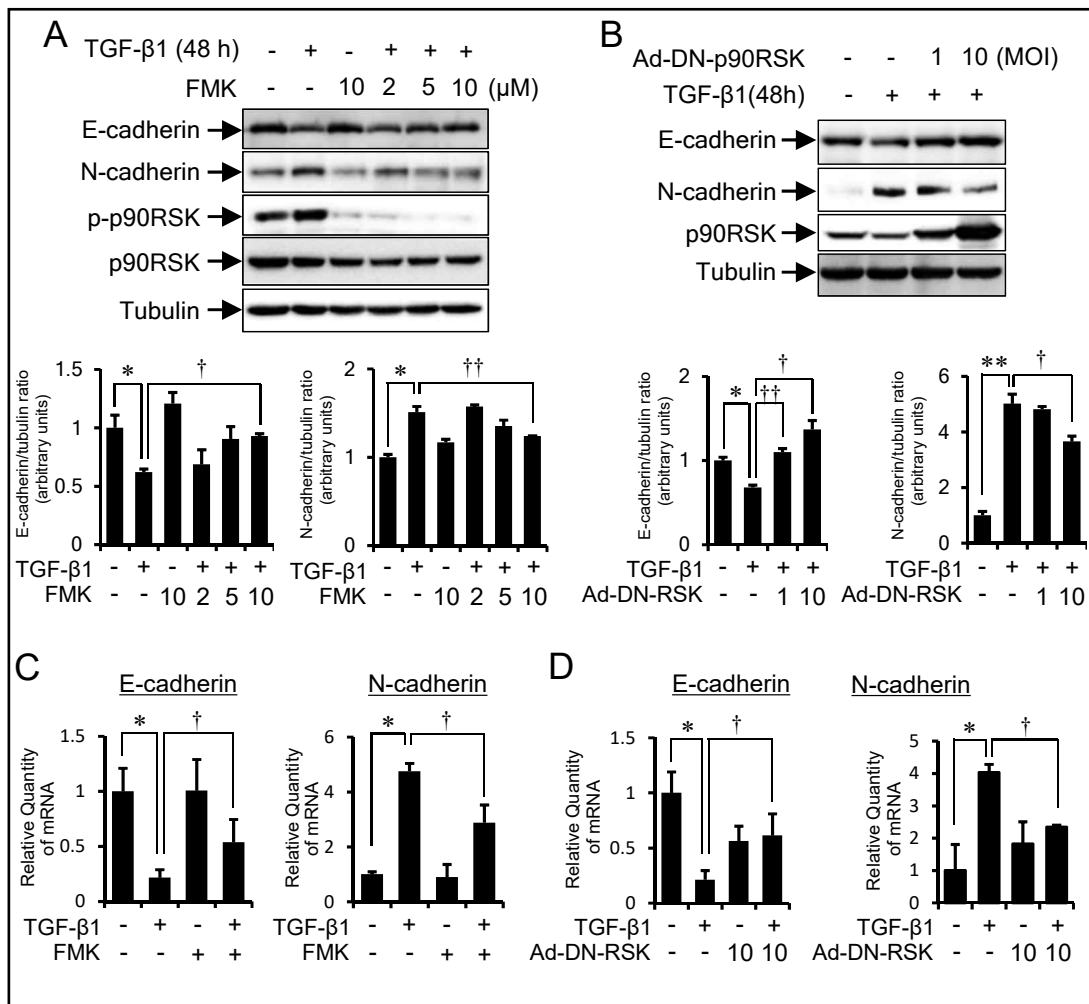 A
TGF-β1 (48 h) - + - + + +
FMK - - 10 2 5 10 (µM)
E-cadherin
N-cadherin
p-p90RSK
p90RSK
Tubulin
E-cadherin/tubulin ratio
(arbitrary units)
1.5
1
0.5
0
* †
TGF-β1 - + - + + +
FMK - - 10 2 5 10
N-cadherin/tubulin ratio
(arbitrary units)
2
1
0
* ††
TGF-β1 - + - + + +
FMK - - 10 2 5 10
B
Ad-DN-p90RSK - - 1 10 (MOI)
TGF-β1(48h) - + + +
E-cadherin
N-cadherin
p90RSK
Tubulin
E-cadherin/tubulin ratio
(arbitrary units)
2
1
0
* †† †
TGF-β1 - + + +
Ad-DN-RSK - - 1 10
N-cadherin/tubulin ratio
(arbitrary units)
6
4
2
0
** †
TGF-β1 - + + +
Ad-DN-RSK - - 1 10
C
E-cadherin
Relative Quantity
of mRNA
1.5
1
0.5
0
* †
TGF-β1 - + - +
FMK - - + +
N-cadherin
Relative Quantity
of mRNA
6
4
2
0
* †
TGF-β1 - + - +
FMK - - + +
D
E-cadherin
Relative Quantity
of mRNA
1.5
1
0.5
0
* †
TGF-β1 - + - +
Ad-DN-RSK - - 10 10
N-cadherin
Relative Quantity
of mRNA
5
4
3
2
1
0
* †
TGF-β1 - + - +
Ad-DN-RSK - - 10 10